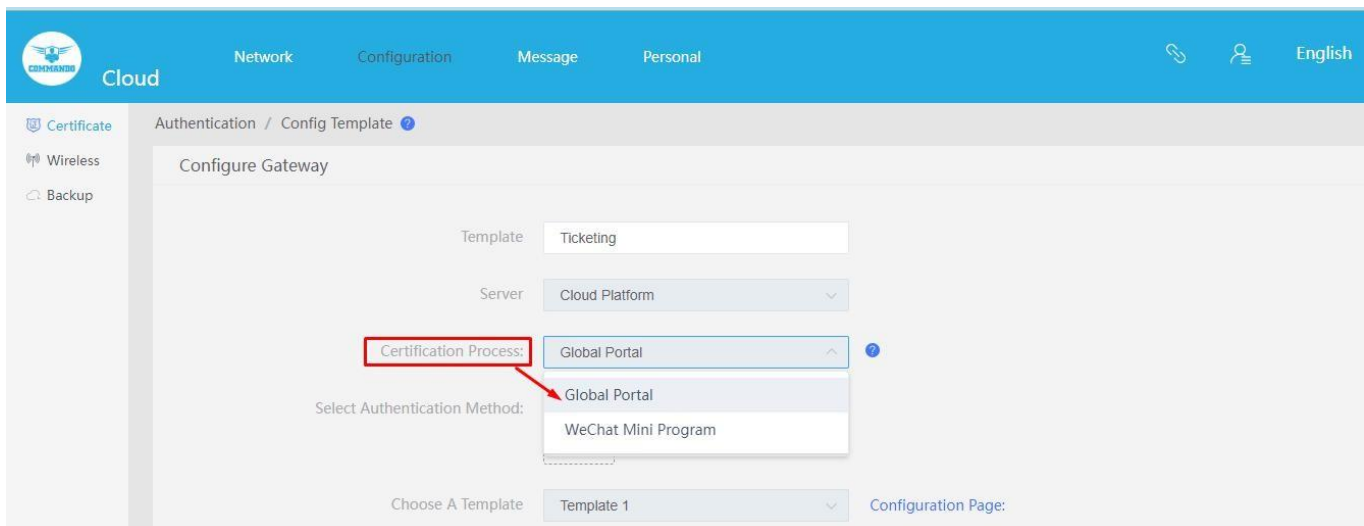 COMMANDO
Cloud
Network
Configuration
Message
Personal
English
Certificate
Wireless
Backup
Authentication / Config Template ?
Configure Gateway
Template
Ticketing
Server
Cloud Platform
Certification Process:
Global Portal
?
Global Portal
WeChat Mini Program
Select Authentication Method:
Choose A Template
Template 1
Configuration Page: